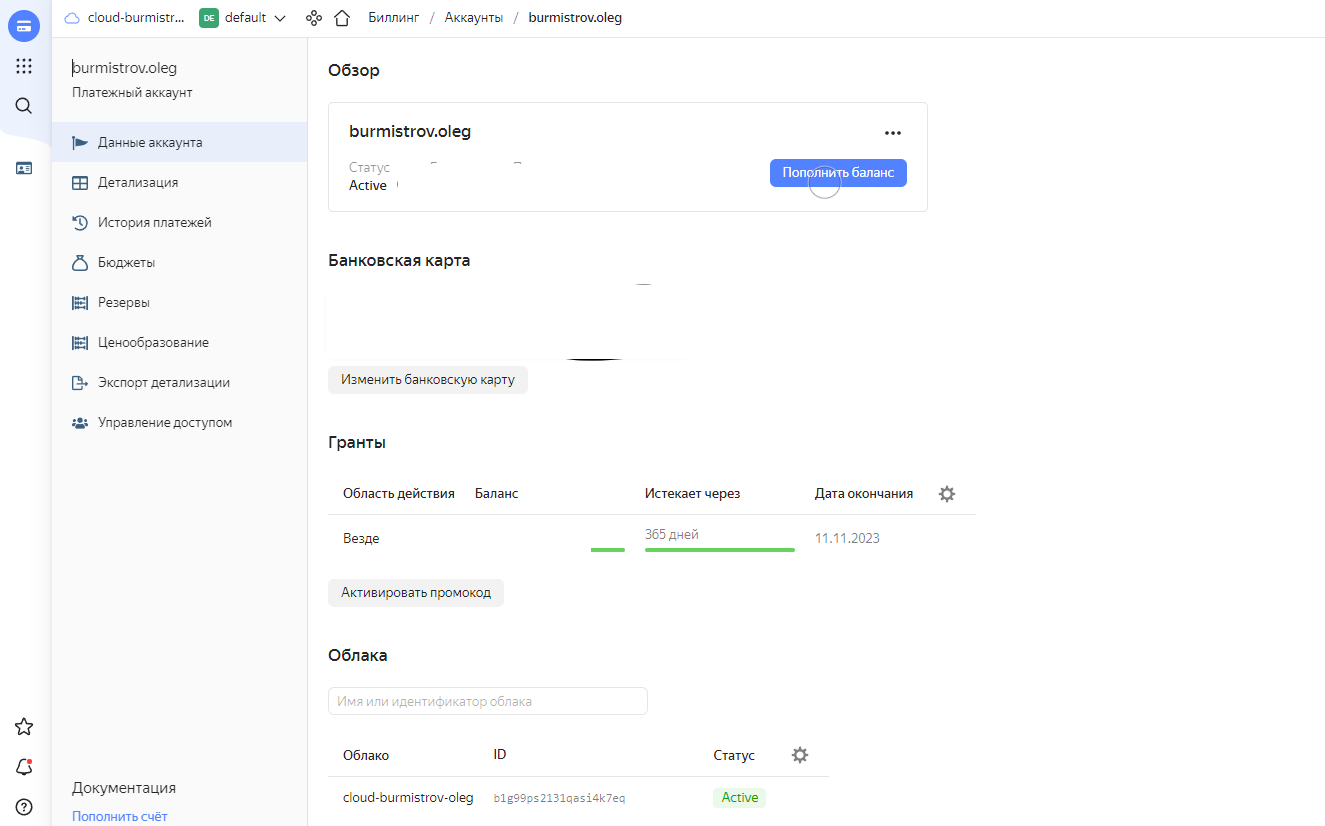 cloud-burmistr...
DE default
Биллинг / Аккаунты / burmistrov.oleg
burmistrov.oleg
Платежный аккаунт
Данные аккаунта
Детализация
История платежей
Бюджеты
Резервы
Ценообразование
Экспорт детализации
Управление доступом
Документация
Пополнить счёт
Обзор
burmistrov.oleg
Статус
Active
Пополнить баланс
Банковская карта
Изменить банковскую карту
Гранты
Область действия Баланс Истекает через Дата окончания
Везде 365 дней 11.11.2023
Активировать промокод
Облака
Имя или идентификатор облака
Облако ID Статус
cloud-burmistrov-oleg b1g99ps2131qasi4k7eq Active